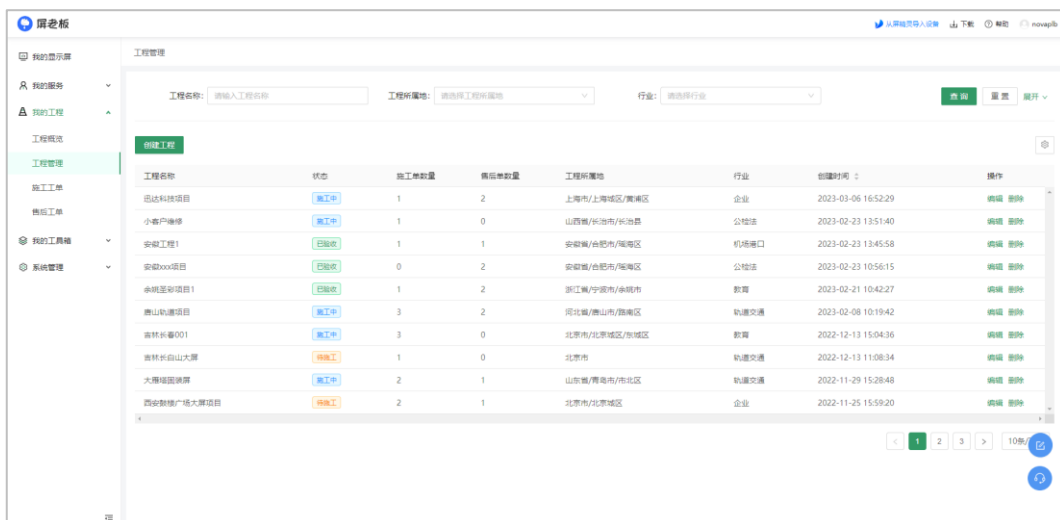 屏老板
从屏精灵导入设备 下载 帮助 novaplb
我的显示屏
我的服务
我的工程
工程概览
工程管理
施工工单
售后工单
我的工具箱
系统管理
工程管理
工程名称: 请输入工程名称 工程所属地: 请选择工程所属地 行业: 请选择行业 查 询 重 置 展开
创建工程
工程名称 状态 施工单数量 售后单数量 工程所属地 行业 创建时间 操作
迅达科技项目 施工中 1 2 上海市/上海城区/黄浦区 企业 2023-03-06 16:52:29 编辑 删除
小客户维修 施工中 1 0 山西省/长治市/长治县 公检法 2023-02-23 13:51:40 编辑 删除
安徽工程1 已验收 1 1 安徽省/合肥市/瑶海区 机场港口 2023-02-23 13:45:58 编辑 删除
安徽xxx项目 已验收 0 2 安徽省/合肥市/瑶海区 公检法 2023-02-23 10:56:15 编辑 删除
余姚圣彩项目1 已验收 1 2 浙江省/宁波市/余姚市 教育 2023-02-21 10:42:27 编辑 删除
唐山轨道项目 施工中 3 2 河北省/唐山市/路南区 轨道交通 2023-02-08 10:19:42 编辑 删除
吉林长春001 施工中 3 0 北京市/北京城区/东城区 教育 2022-12-13 15:04:36 编辑 删除
吉林长白山大屏 待施工 1 0 北京市 轨道交通 2022-12-13 11:08:34 编辑 删除
大雁塔固装屏 施工中 2 1 山东省/青岛市/市北区 轨道交通 2022-11-29 15:28:48 编辑 删除
西安鼓楼广场大屏项目 待施工 2 1 北京市/北京城区 企业 2022-11-25 15:59:20 编辑 删除
1 2 3 10条/